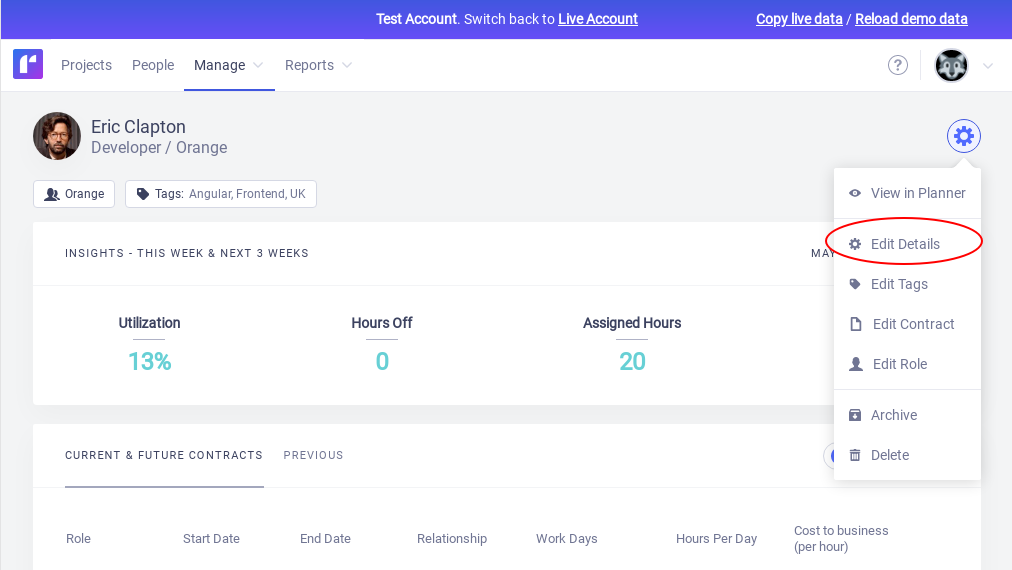 Test Account. Switch back to Live Account
Copy live data / Reload demo data
Projects People Manage Reports
?
Eric Clapton
Developer / Orange
Orange
Tags: Angular, Frontend, UK
View in Planner
Edit Details
Edit Tags
Edit Contract
Edit Role
Archive
Delete
INSIGHTS - THIS WEEK & NEXT 3 WEEKS
MAY
Utilization
13%
Hours Off
0
Assigned Hours
20
CURRENT & FUTURE CONTRACTS PREVIOUS
Role Start Date End Date Relationship Work Days Hours Per Day Cost to business
(per hour)